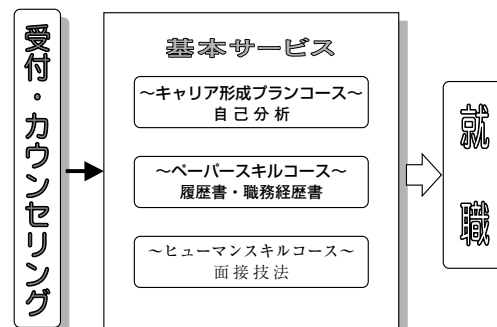 受付・カウンセリング
基本サービス
～キャリア形成プランコース～
自己分析
～ペーパースキルコース～
履歴書・職務経歴書
～ヒューマンスキルコース～
面接技法
就職